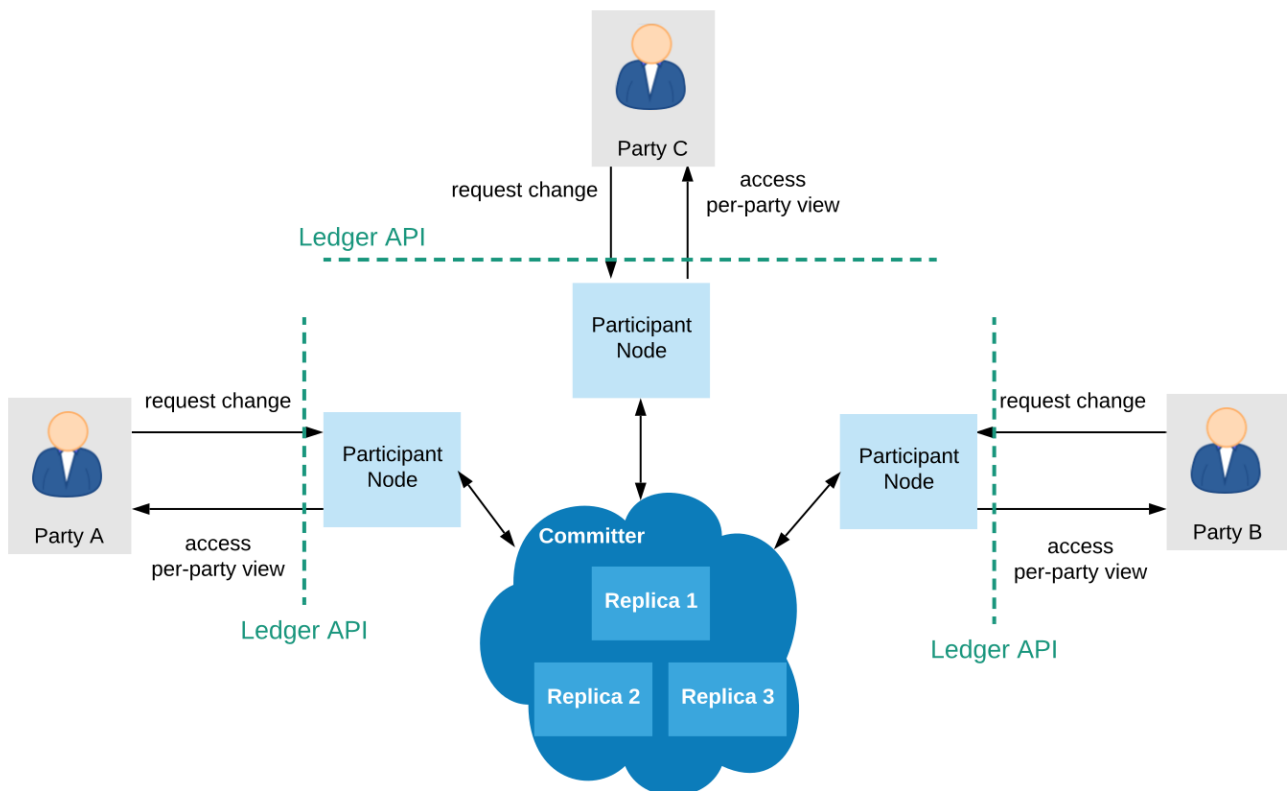 Party C
request change
access
per-party view
Ledger API
Participant
Node
request change
Participant
Node
Party A
access
per-party view
Ledger API
request change
Participant
Node
Party B
access
per-party view
Ledger API
Committer
Replica 1
Replica 2
Replica 3